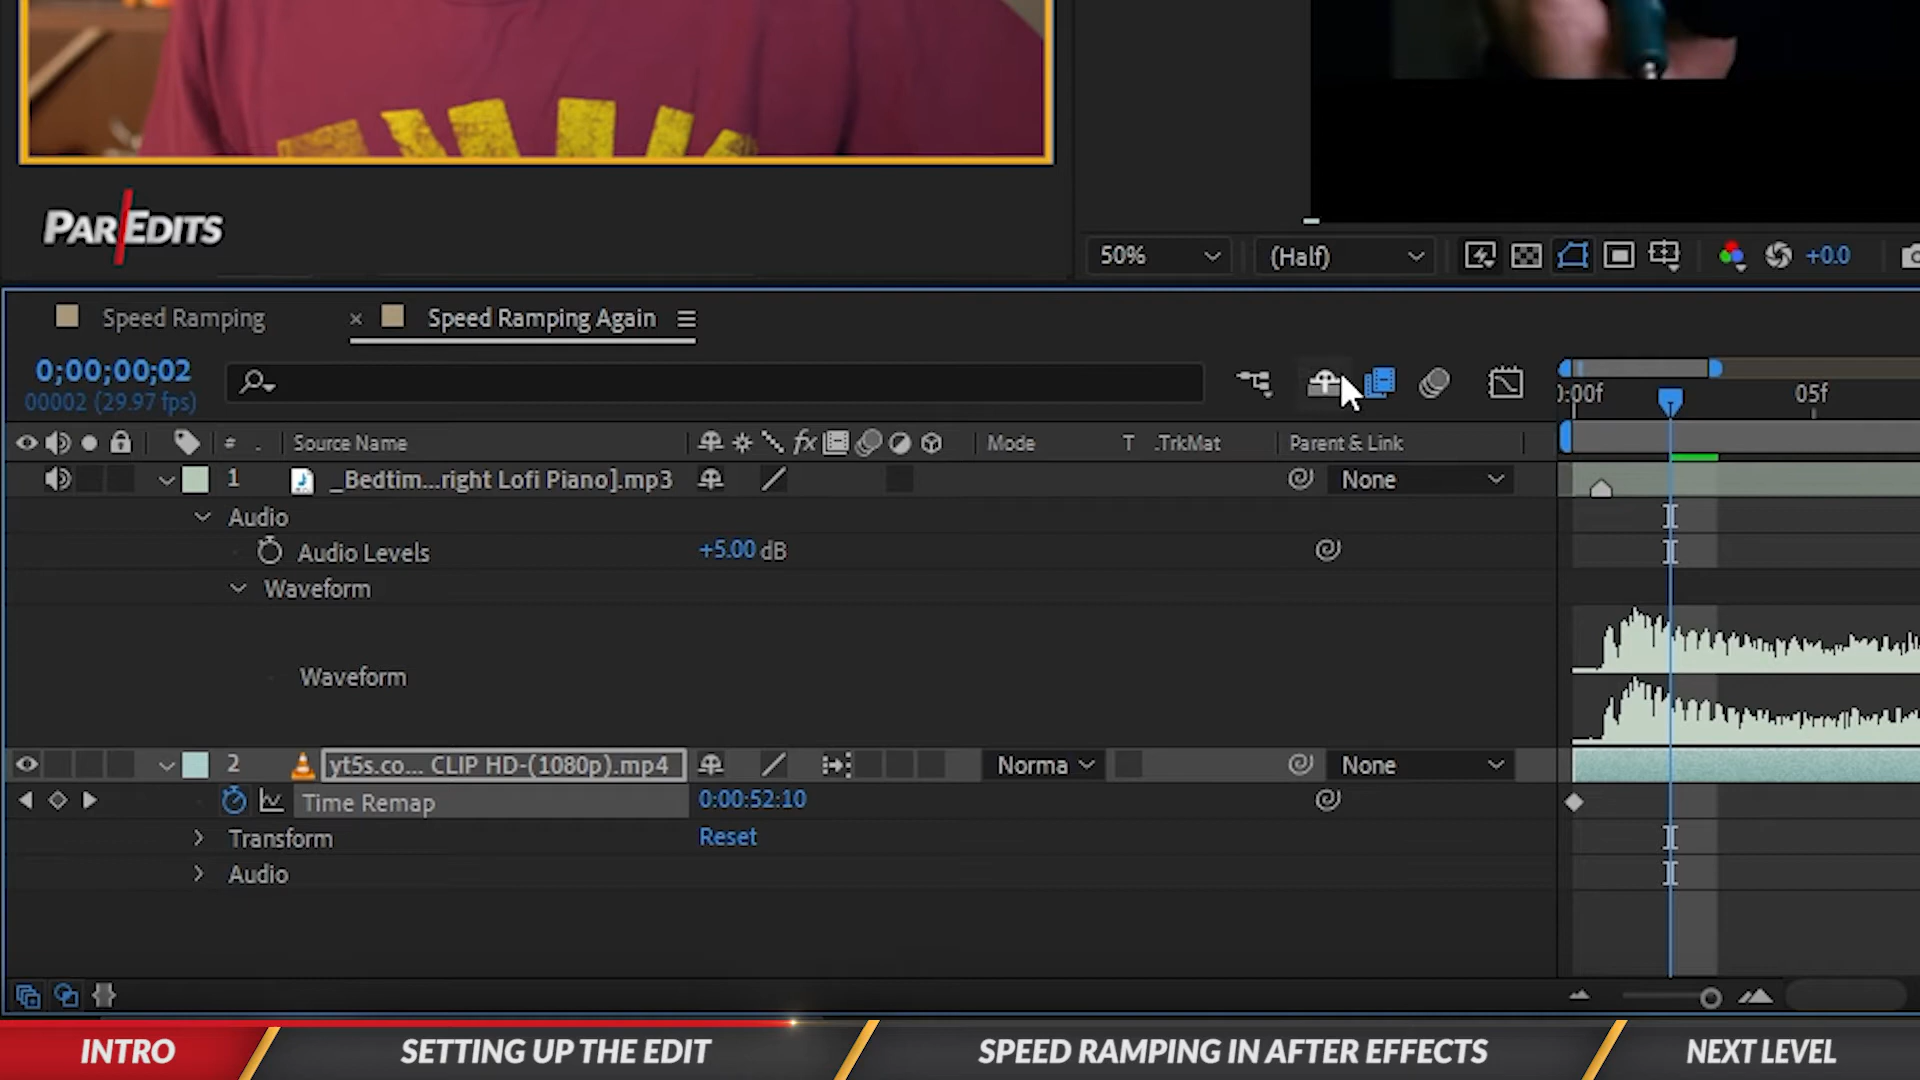 PAR EDITS
50%
(Half)
+0.0
Speed Ramping
Speed Ramping Again
0;00;00;02
00002 (29.97 fps)
0:00f
05f
#
Source Name
fx
Mode
T
.TrkMat
Parent & Link
1
_Bedtim...right Lofi Piano].mp3
None
Audio
Audio Levels
+5.00 dB
Waveform
Waveform
2
yt5s.co... CLIP HD-(1080p).mp4
Norma
None
Time Remap
0:00:52:10
Transform
Reset
Audio
INTRO
SETTING UP THE EDIT
SPEED RAMPING IN AFTER EFFECTS
NEXT LEVEL